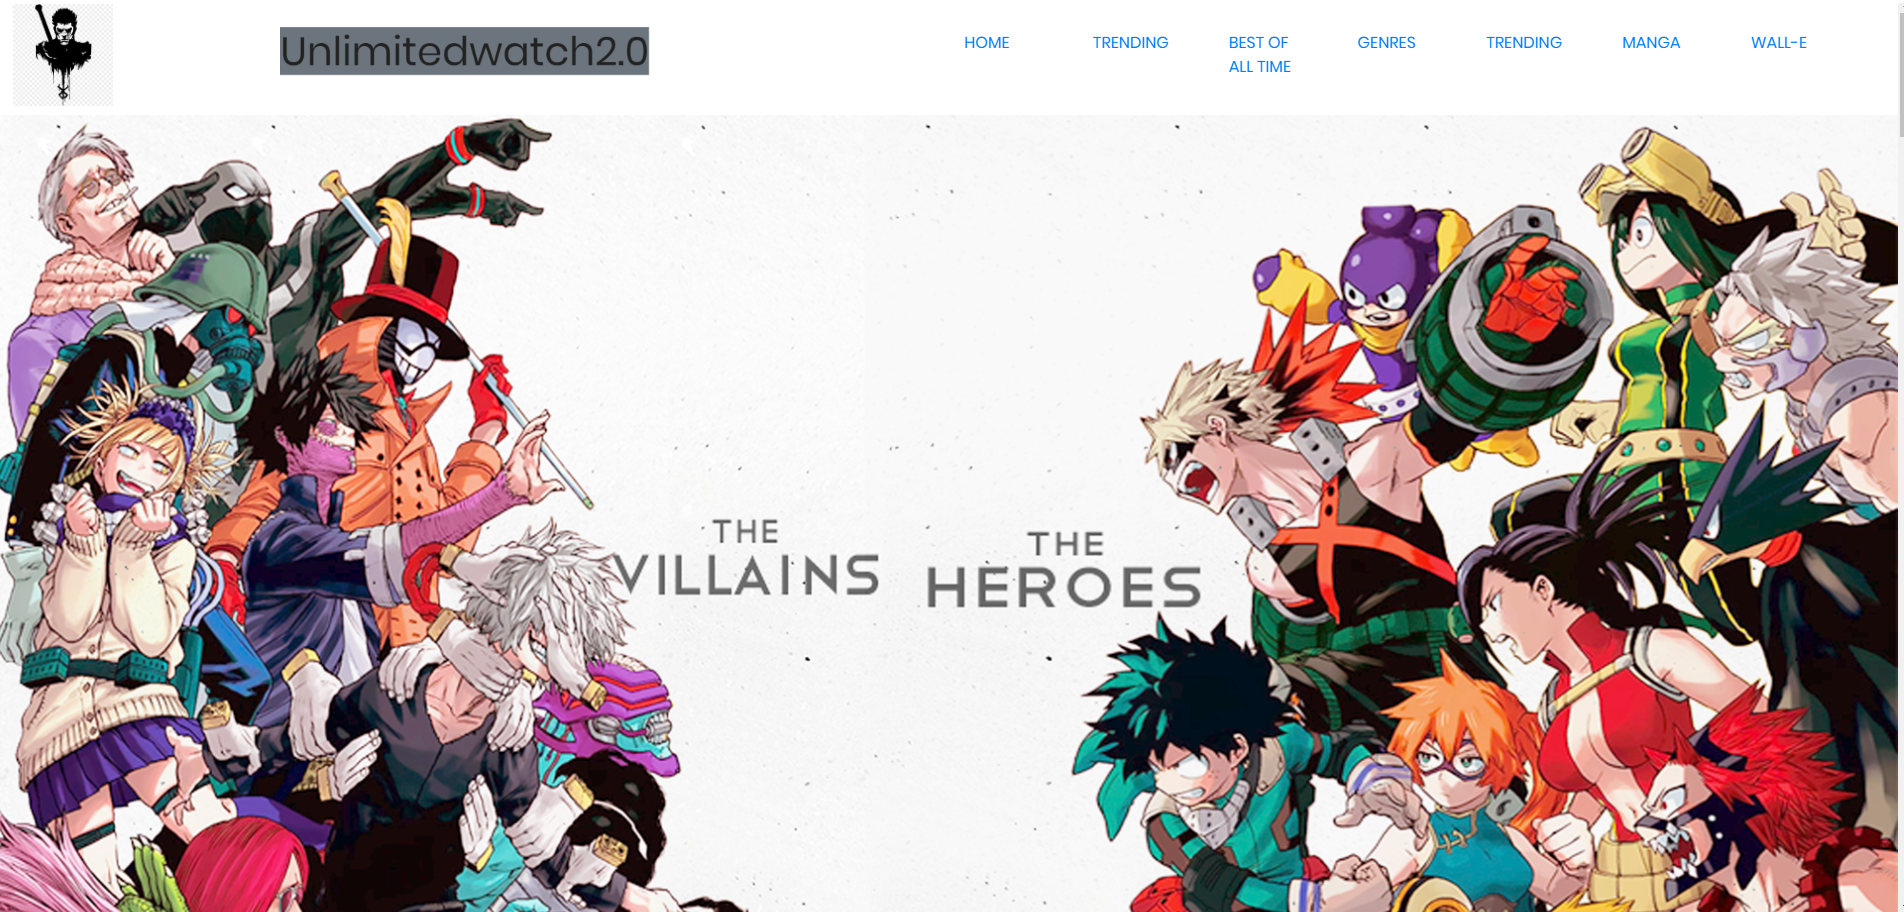 Unlimitedwatch2.0
HOME
TRENDING
BEST OF
ALL TIME
GENRES
TRENDING
MANGA
WALL-E
THE
VILLAINS
THE
HEROES